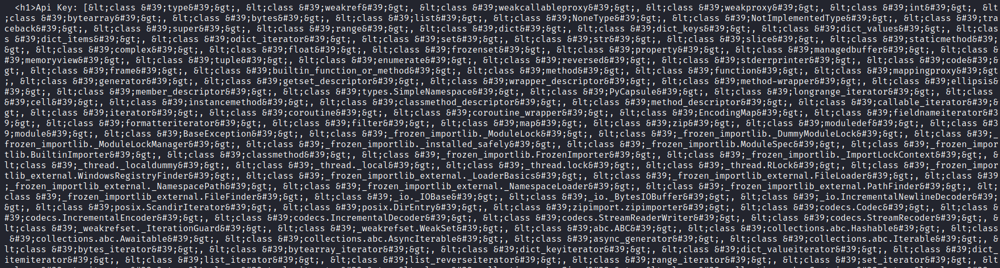 <h1>Api Key: [&lt;class &#39;type&#39;&gt;, &lt;class &#39;weakref&#39;&gt;, &lt;class &#39;weakcallableproxy&#39;&gt;, &lt;class &#39;weakproxy&#39;&gt;, &lt;class &#39;int&#39;&gt;, &lt
;class &#39;bytearray&#39;&gt;, &lt;class &#39;bytes&#39;&gt;, &lt;class &#39;list&#39;&gt;, &lt;class &#39;NoneType&#39;&gt;, &lt;class &#39;NotImplementedType&#39;&gt;, &lt;class &#39;tra
ceback&#39;&gt;, &lt;class &#39;super&#39;&gt;, &lt;class &#39;range&#39;&gt;, &lt;class &#39;dict&#39;&gt;, &lt;class &#39;dict_keys&#39;&gt;, &lt;class &#39;dict_values&#39;&gt;, &lt;clas
s &#39;dict_items&#39;&gt;, &lt;class &#39;odict_iterator&#39;&gt;, &lt;class &#39;set&#39;&gt;, &lt;class &#39;str&#39;&gt;, &lt;class &#39;slice&#39;&gt;, &lt;class &#39;staticmethod&#39;
&gt;, &lt;class &#39;complex&#39;&gt;, &lt;class &#39;float&#39;&gt;, &lt;class &#39;frozenset&#39;&gt;, &lt;class &#39;property&#39;&gt;, &lt;class &#39;managedbuffer&#39;&gt;, &lt;class &
#39;memoryview&#39;&gt;, &lt;class &#39;tuple&#39;&gt;, &lt;class &#39;enumerate&#39;&gt;, &lt;class &#39;reversed&#39;&gt;, &lt;class &#39;stderrprinter&#39;&gt;, &lt;class &#39;code&#39;&
gt;, &lt;class &#39;frame&#39;&gt;, &lt;class &#39;builtin_function_or_method&#39;&gt;, &lt;class &#39;method&#39;&gt;, &lt;class &#39;function&#39;&gt;, &lt;class &#39;mappingproxy&#39;&gt
;, &lt;class &#39;generator&#39;&gt;, &lt;class &#39;getset_descriptor&#39;&gt;, &lt;class &#39;wrapper_descriptor&#39;&gt;, &lt;class &#39;method-wrapper&#39;&gt;, &lt;class &#39;ellipsis&
#39;&gt;, &lt;class &#39;member_descriptor&#39;&gt;, &lt;class &#39;types.SimpleNamespace&#39;&gt;, &lt;class &#39;PyCapsule&#39;&gt;, &lt;class &#39;longrange_iterator&#39;&gt;, &lt;class
&#39;cell&#39;&gt;, &lt;class &#39;instancemethod&#39;&gt;, &lt;class &#39;classmethod_descriptor&#39;&gt;, &lt;class &#39;method_descriptor&#39;&gt;, &lt;class &#39;callable_iterator&#39;&
gt;, &lt;class &#39;iterator&#39;&gt;, &lt;class &#39;coroutine&#39;&gt;, &lt;class &#39;coroutine_wrapper&#39;&gt;, &lt;class &#39;EncodingMap&#39;&gt;, &lt;class &#39;fieldnameiterator&#3
9;&gt;, &lt;class &#39;formatteriterator&#39;&gt;, &lt;class &#39;filter&#39;&gt;, &lt;class &#39;map&#39;&gt;, &lt;class &#39;zip&#39;&gt;, &lt;class &#39;moduledef&#39;&gt;, &lt;class &#3
9;module&#39;&gt;, &lt;class &#39;BaseException&#39;&gt;, &lt;class &#39;_frozen_importlib._ModuleLock&#39;&gt;, &lt;class &#39;_frozen_importlib._DummyModuleLock&#39;&gt;, &lt;class &#39;_
frozen_importlib._ModuleLockManager&#39;&gt;, &lt;class &#39;_frozen_importlib._installed_safely&#39;&gt;, &lt;class &#39;_frozen_importlib.ModuleSpec&#39;&gt;, &lt;class &#39;_frozen_impor
tlib.BuiltinImporter&#39;&gt;, &lt;class &#39;classmethod&#39;&gt;, &lt;class &#39;_frozen_importlib.FrozenImporter&#39;&gt;, &lt;class &#39;_frozen_importlib._ImportLockContext&#39;&gt;, &
lt;class &#39;_thread._localdummy&#39;&gt;, &lt;class &#39;_thread._local&#39;&gt;, &lt;class &#39;_thread.lock&#39;&gt;, &lt;class &#39;_thread.RLock&#39;&gt;, &lt;class &#39;_frozen_impor
tlib_external.WindowsRegistryFinder&#39;&gt;, &lt;class &#39;_frozen_importlib_external._LoaderBasics&#39;&gt;, &lt;class &#39;_frozen_importlib_external.FileLoader&#39;&gt;, &lt;class &#39
;_frozen_importlib_external._NamespacePath&#39;&gt;, &lt;class &#39;_frozen_importlib_external._NamespaceLoader&#39;&gt;, &lt;class &#39;_frozen_importlib_external.PathFinder&#39;&gt;, &lt;
class &#39;_frozen_importlib_external.FileFinder&#39;&gt;, &lt;class &#39;_io._IOBase&#39;&gt;, &lt;class &#39;_io._BytesIOBuffer&#39;&gt;, &lt;class &#39;_io.IncrementalNewlineDecoder&#39;
&gt;, &lt;class &#39;posix.ScandirIterator&#39;&gt;, &lt;class &#39;posix.DirEntry&#39;&gt;, &lt;class &#39;zipimport.zipimporter&#39;&gt;, &lt;class &#39;codecs.Codec&#39;&gt;, &lt;class &
#39;codecs.IncrementalEncoder&#39;&gt;, &lt;class &#39;codecs.IncrementalDecoder&#39;&gt;, &lt;class &#39;codecs.StreamReaderWriter&#39;&gt;, &lt;class &#39;codecs.StreamRecoder&#39;&gt;, &
lt;class &#39;_weakrefset._IterationGuard&#39;&gt;, &lt;class &#39;_weakrefset.WeakSet&#39;&gt;, &lt;class &#39;abc.ABC&#39;&gt;, &lt;class &#39;collections.abc.Hashable&#39;&gt;, &lt;class
&#39;collections.abc.Awaitable&#39;&gt;, &lt;class &#39;collections.abc.AsyncIterable&#39;&gt;, &lt;class &#39;async_generator&#39;&gt;, &lt;class &#39;collections.abc.Iterable&#39;&gt;, &
lt;class &#39;bytes_iterator&#39;&gt;, &lt;class &#39;bytearray_iterator&#39;&gt;, &lt;class &#39;dict_keyiterator&#39;&gt;, &lt;class &#39;dict_valueiterator&#39;&gt;, &lt;class &#39;dict_
itemiterator&#39;&gt;, &lt;class &#39;list_iterator&#39;&gt;, &lt;class &#39;list_reverseiterator&#39;&gt;, &lt;class &#39;range_iterator&#39;&gt;, &lt;class &#39;set_iterator&#39;&gt;, &lt